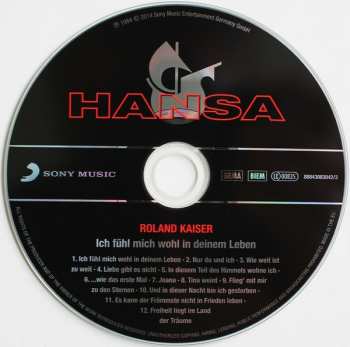 ℗ 1984 © 2014 Sony Music Entertainment Germany GmbH
HANSA
SONY MUSIC
GEMA
BIEM
LC 00835
88843083042/3
ROLAND KAISER
Ich fühl mich wohl in deinem Leben
1. Ich fühl mich wohl in deinem Leben - 2. Nur du und ich - 3. Wie weit ist
zu weit - 4. Liebe gibt es nicht - 5. In diesem Teil des Himmels wohne ich -
6. ...wie das erste Mal - 7. Joana - 8. Tina weint - 9. Flieg' mit mir
zu den Sternen - 10. Und in dieser Nacht bin ich gestorben -
11. Es kann der Frömmste nicht in Frieden leben -
12. Freiheit liegt im Land
der Träume